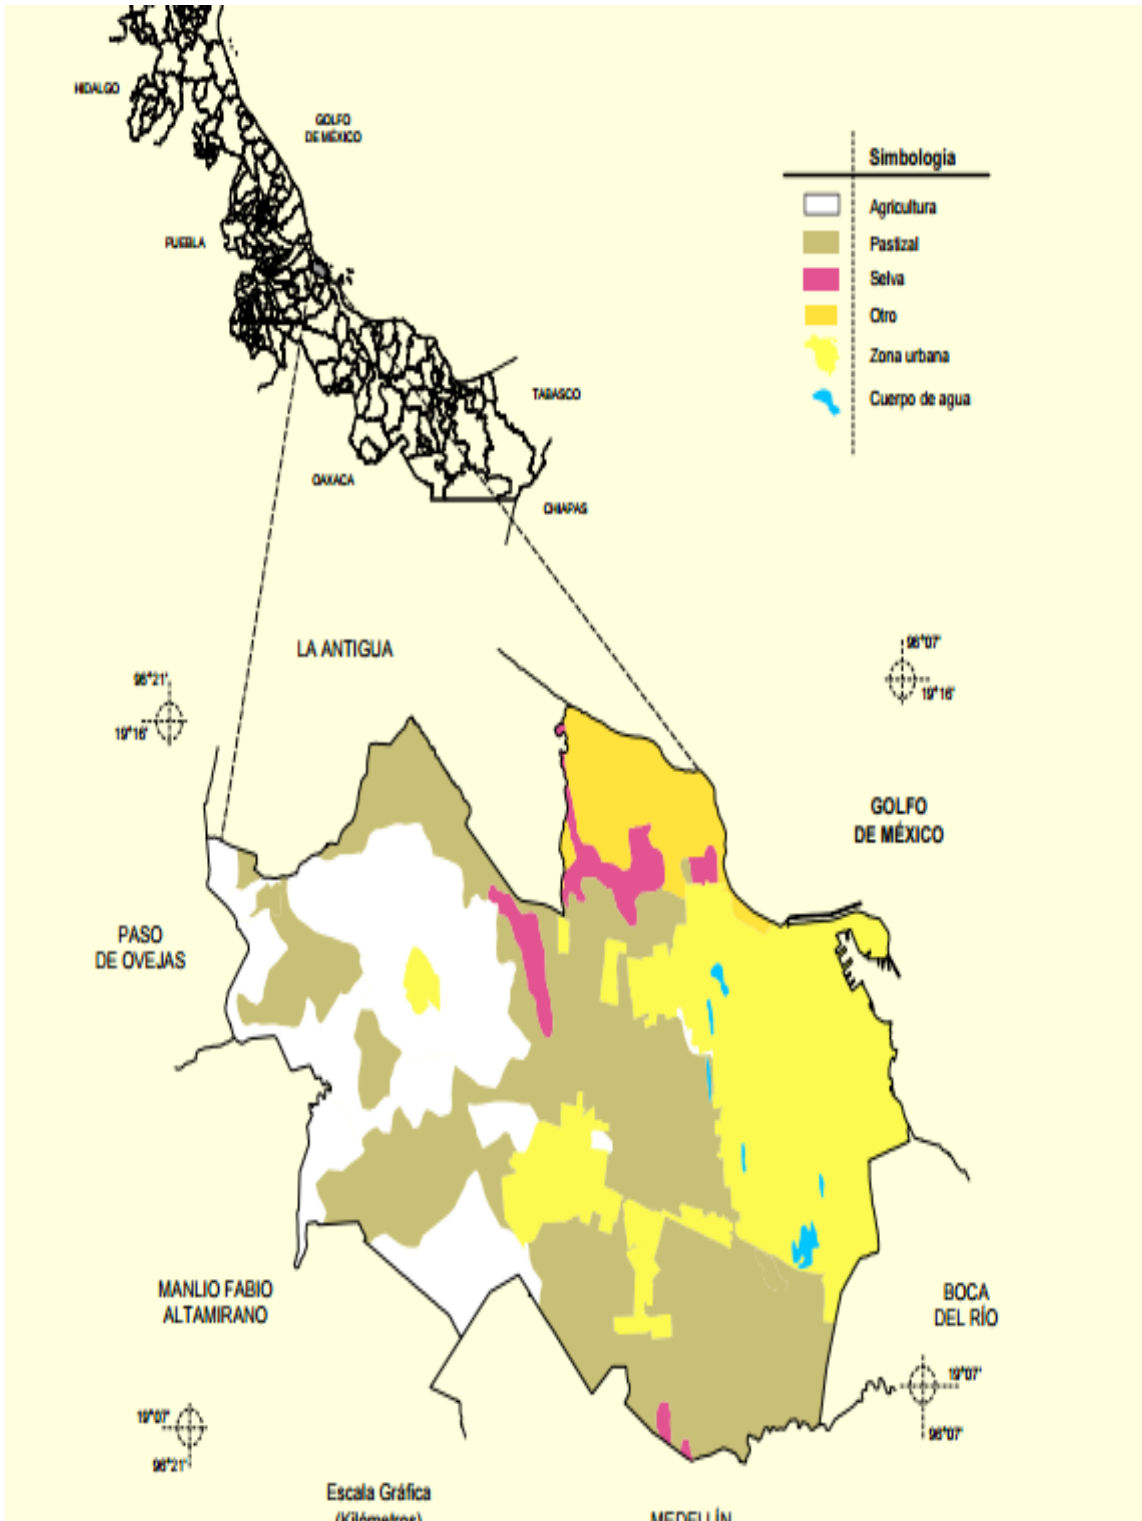 HIDALGO
GOLFO
DE MÉXICO
PUEBLA
TABASCO
OAXACA
CHIAPAS
Simbología
Agricultura
Pastizal
Selva
Otro
Zona urbana
Cuerpo de agua
LA ANTIGUA
96°21'
19°16'
96°07'
19°16'
GOLFO
DE MÉXICO
PASO
DE OVEJAS
MANLIO FABIO
ALTAMIRANO
BOCA
DEL RÍO
19°07'
96°07'
19°07'
96°21'
Escala Gráfica
(Kilómetros)
MEDELLÍN